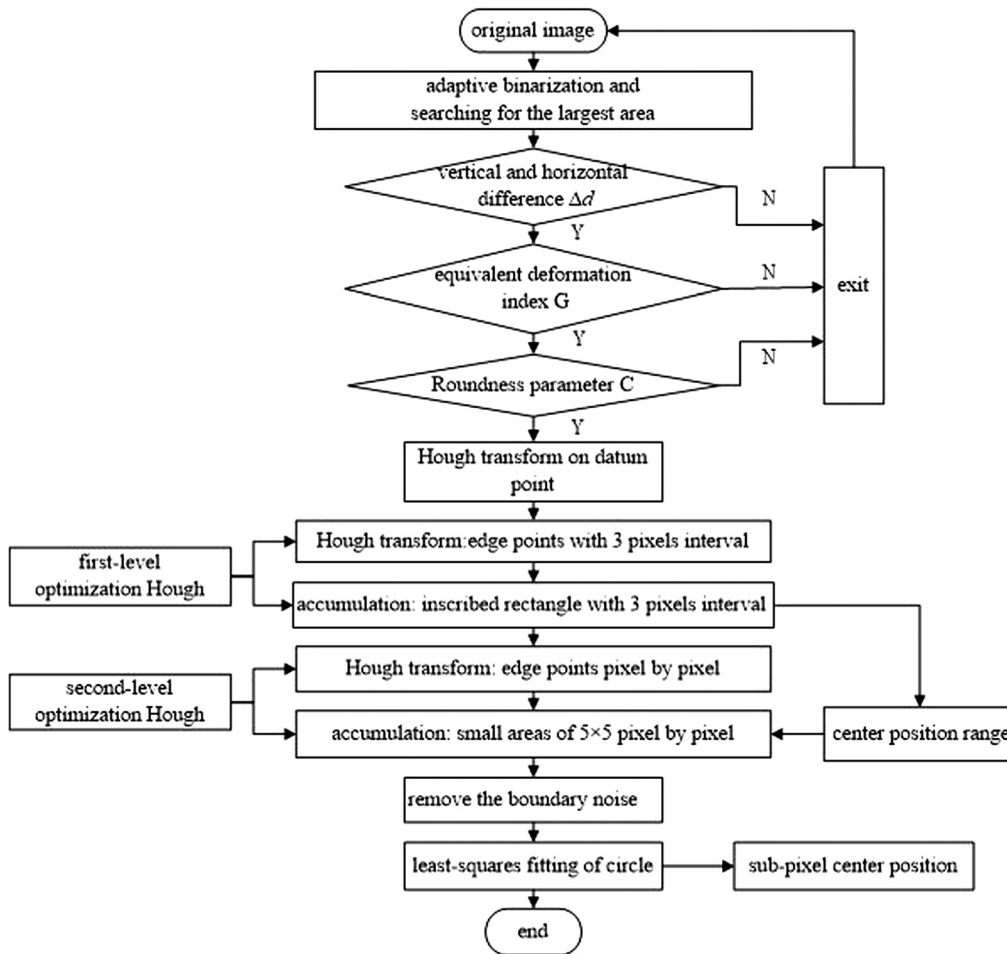 original image
adaptive binarization and
searching for the largest area
vertical and horizontal
difference Δd
N
Y
equivalent deformation
index G
N
exit
Y
Roundness parameter C
N
Y
Hough transform on datum
point
Hough transform:edge points with 3 pixels interval
first-level
optimization Hough
accumulation: inscribed rectangle with 3 pixels interval
Hough transform: edge points pixel by pixel
second-level
optimization Hough
accumulation: small areas of 5×5 pixel by pixel
center position range
remove the boundary noise
least-squares fitting of circle
sub-pixel center position
end